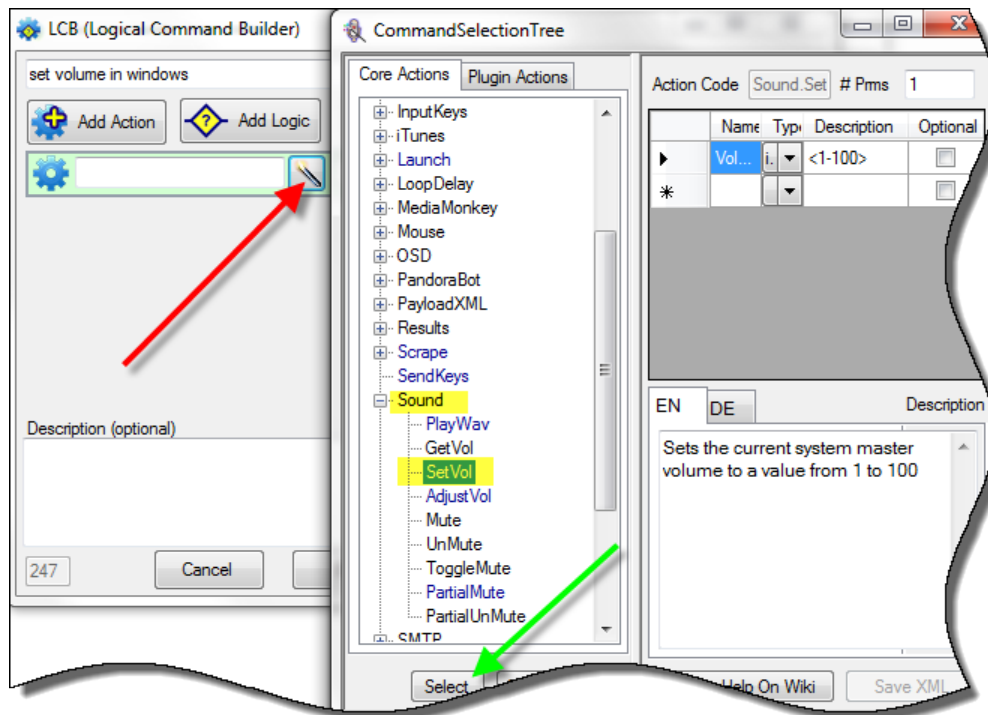 LCB (Logical Command Builder)
set volume in windows
Add Action
Add Logic
Description (optional)
247
Cancel
CommandSelectionTree
Core Actions
Plugin Actions
InputKeys
iTunes
Launch
LoopDelay
MediaMonkey
Mouse
OSD
PandoraBot
PayloadXML
Results
Scrape
SendKeys
Sound
PlayWav
GetVol
SetVol
AdjustVol
Mute
UnMute
ToggleMute
PartialMute
PartialUnMute
SMTP
Select
Action Code Sound.Set # Prms 1
Name Type Description Optional
Vol... i. <1-100>
EN DE Description
Sets the current system master
volume to a value from 1 to 100
Help On Wiki
Save XML